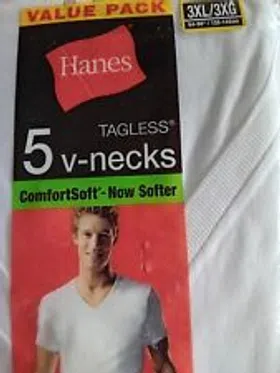 VALUE PACK
3XL/3XG
Hanes
TAGLESS®
5 v-necks
ComfortSoft®-Now Softer